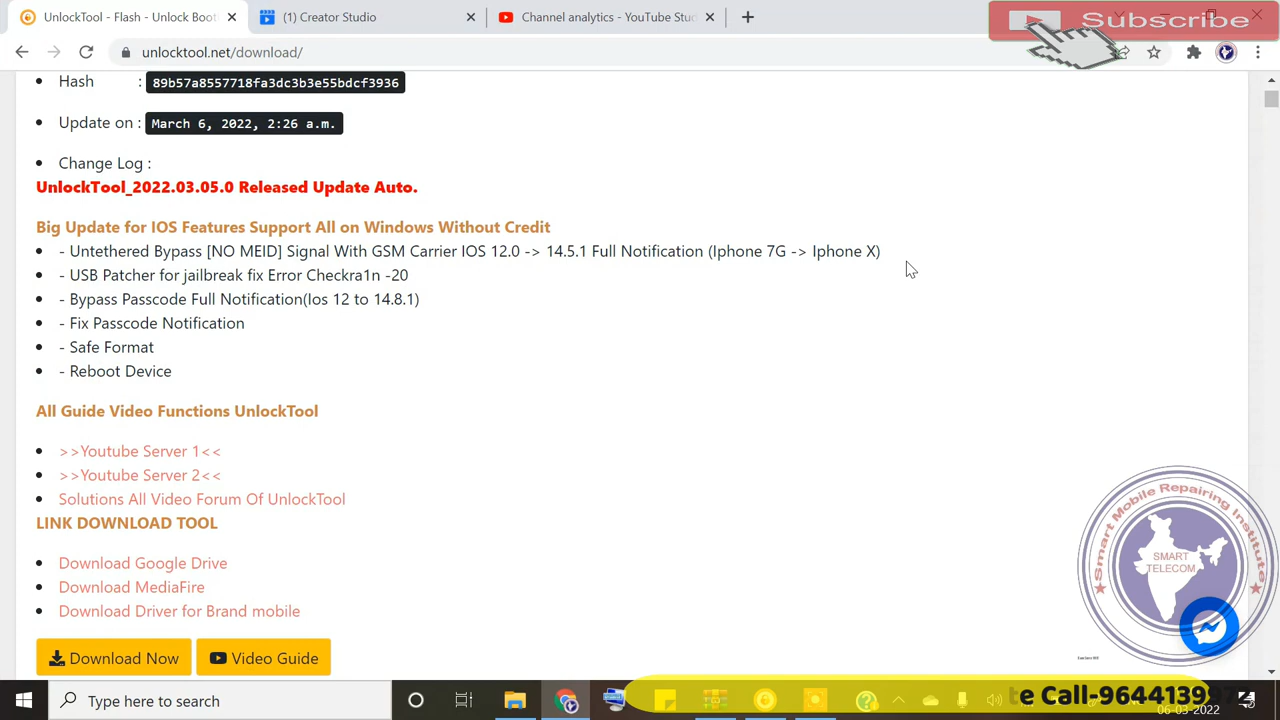 UnlockTool - Flash - Unlock Boot
(1) Creator Studio
Channel analytics - YouTube Stud
Subscribe
unlocktool.net/download/
Hash : 89b57a8557718fa3dc3b3e55bdcf3936
Update on : March 6, 2022, 2:26 a.m.
Change Log :
UnlockTool_2022.03.05.0 Released Update Auto.
Big Update for IOS Features Support All on Windows Without Credit
- Untethered Bypass [NO MEID] Signal With GSM Carrier IOS 12.0 -> 14.5.1 Full Notification (Iphone 7G -> Iphone X)
- USB Patcher for jailbreak fix Error Checkra1n -20
- Bypass Passcode Full Notification(Ios 12 to 14.8.1)
- Fix Passcode Notification
- Safe Format
- Reboot Device
All Guide Video Functions UnlockTool
>>Youtube Server 1<<
>>Youtube Server 2<<
Solutions All Video Forum Of UnlockTool
LINK DOWNLOAD TOOL
Download Google Drive
Download MediaFire
Download Driver for Brand mobile
Download Now
Video Guide
Smart Mobile Repairing Institute
SMART
TELECOM
Type here to search
te Call-9644139
06-03-2022